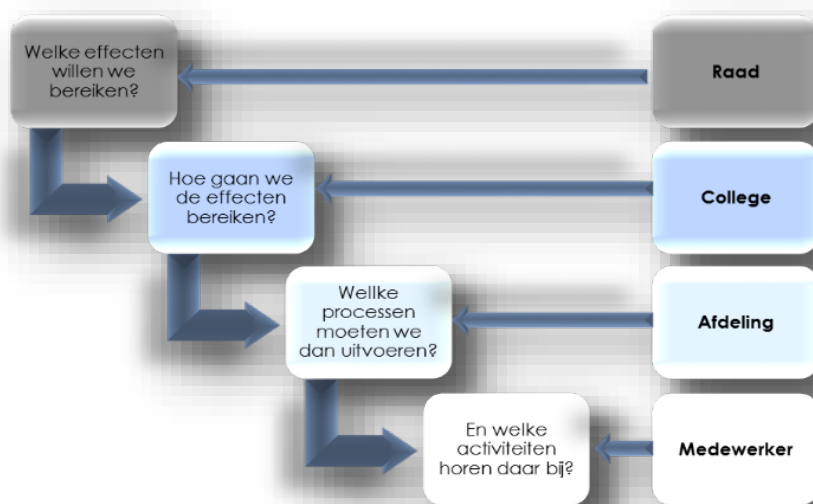 Welke effecten
willen we
bereiken?
Raad
Hoe gaan we
de effecten
bereiken?
College
Wellke
processen
moeten we
dan uitvoeren?
Afdeling
En welke
activiteiten
horen daar bij?
Medewerker